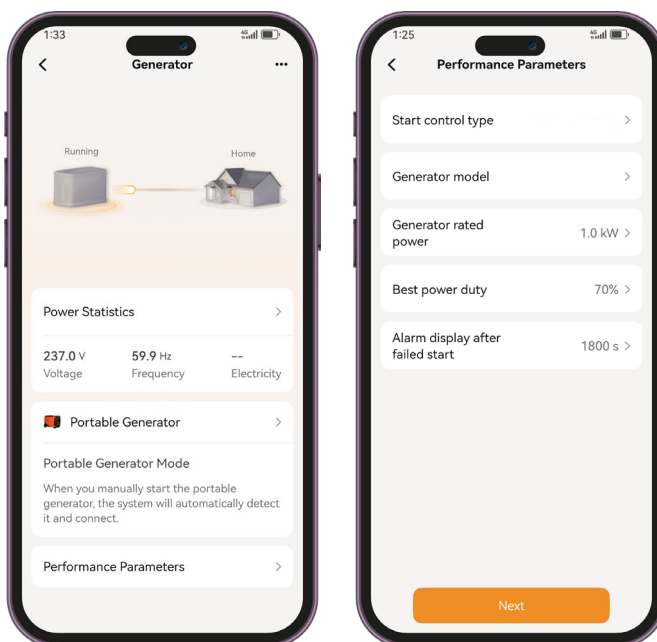 1:33
4G
Generator
Running
Home
Power Statistics
237.0 V
59.9 Hz
--
Voltage
Frequency
Electricity
Portable Generator
Portable Generator Mode
When you manually start the portable
generator, the system will automatically detect
it and connect.
Performance Parameters
1:25
4G
Performance Parameters
Start control type
Generator model
Generator rated
power
1.0 kW
Best power duty
70%
Alarm display after
failed start
1800 s
Next